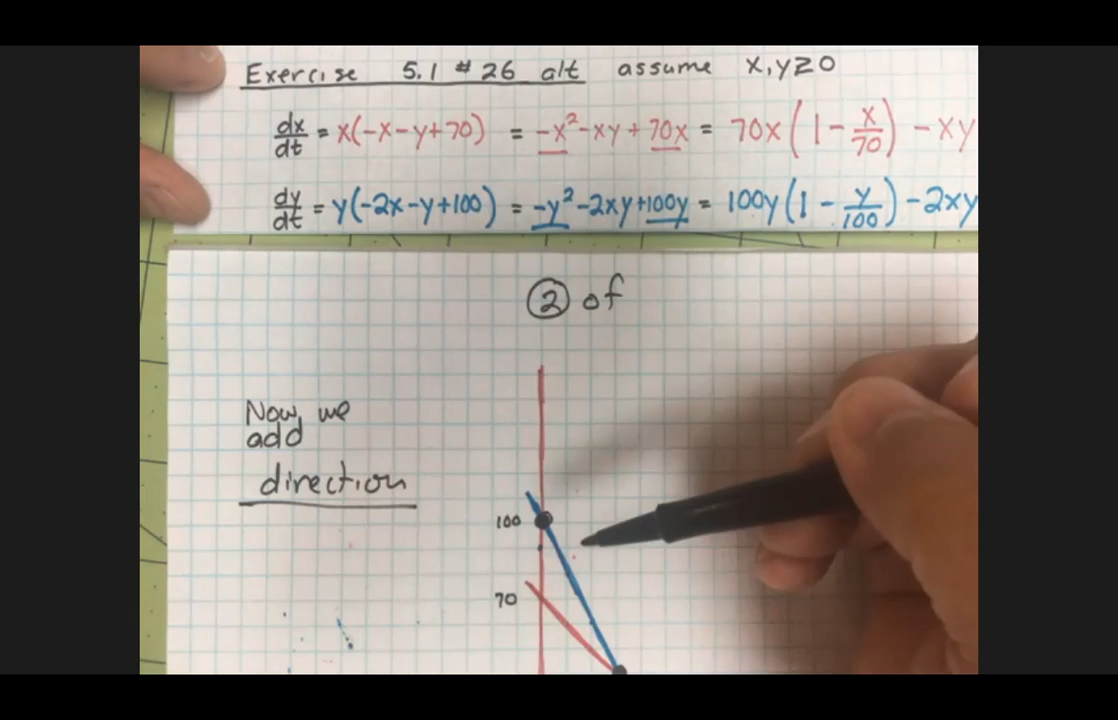 Exercise 5.1 #26 alt assume x,y≥0
dx/dt = x(-x-y+70) = -x²-xy+70x = 70x(1-x/70)-xy
dy/dt = y(-2x-y+100) = -y²-2xy+100y = 100y(1-y/100)-2xy
② of
Now, we
add
direction
100
70